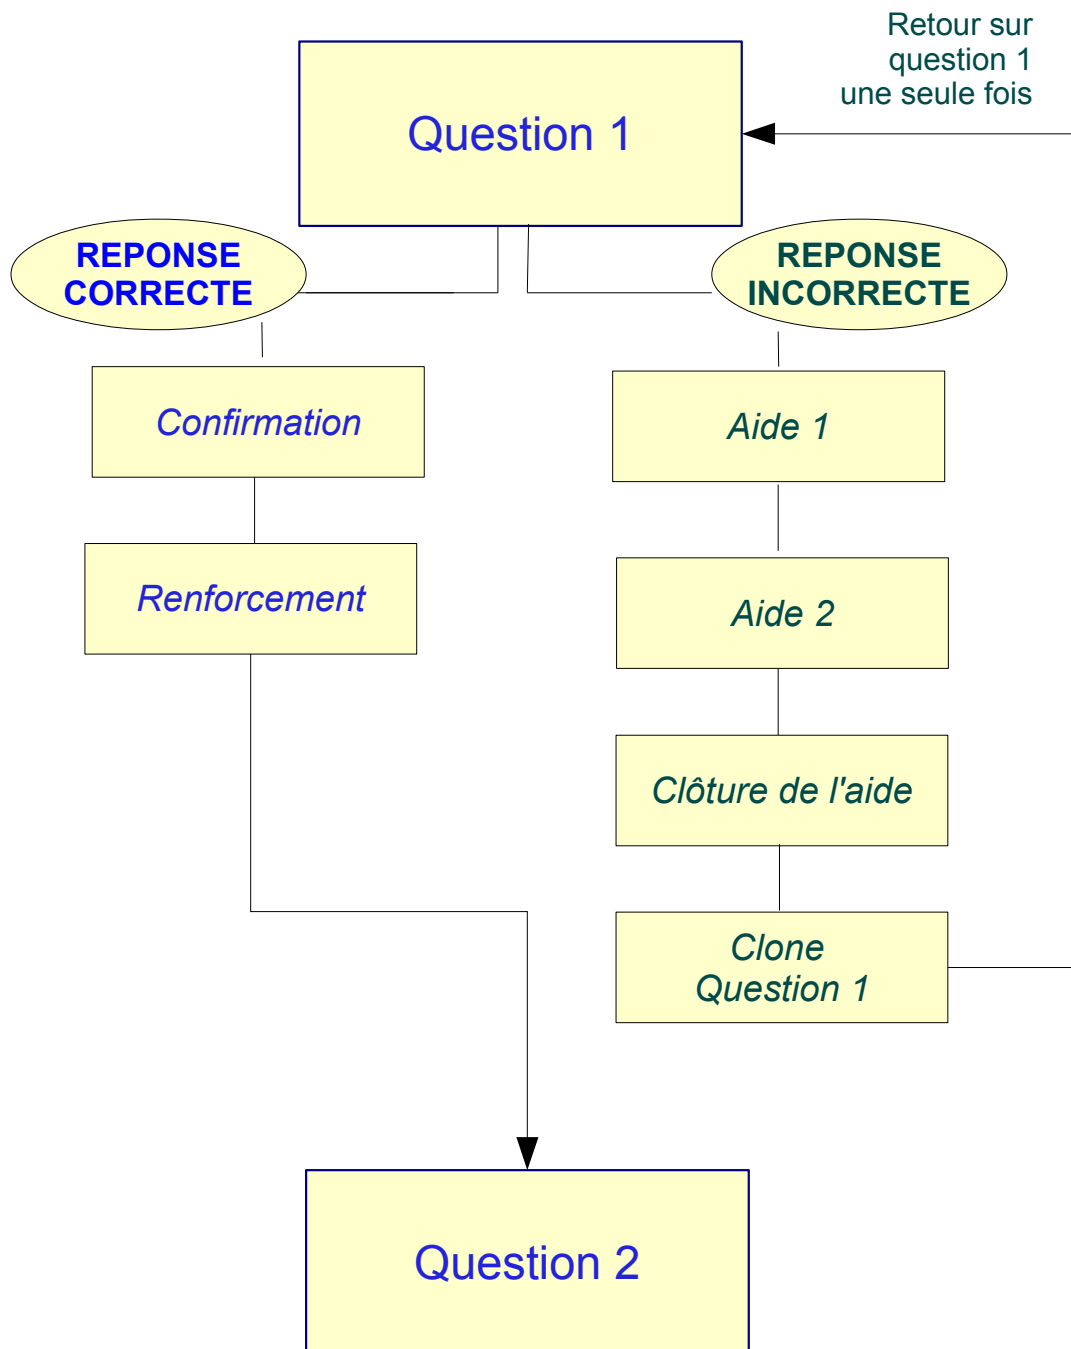 Retour sur
question 1
une seule fois
Question 1
REPONSE
CORRECTE
REPONSE
INCORRECTE
Confirmation
Aide 1
Renforcement
Aide 2
Clôture de l'aide
Clone
Question 1
Question 2